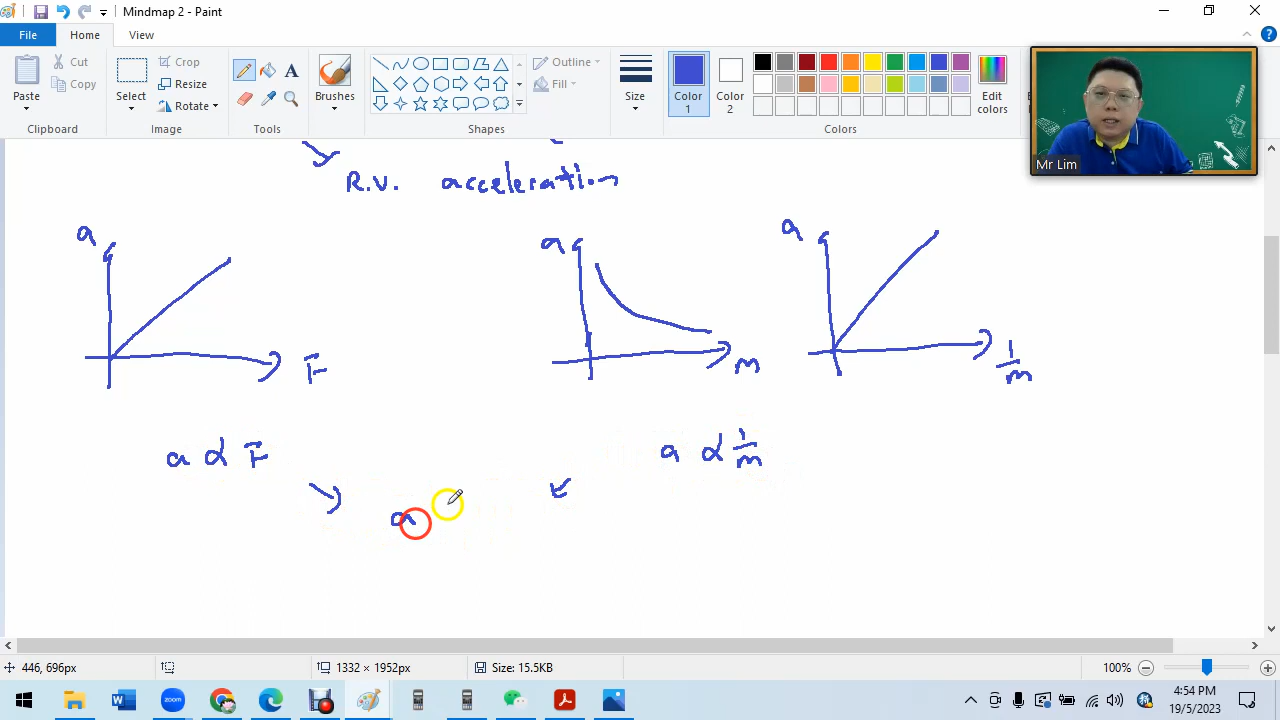 Mindmap 2 - Paint
File
Home
View
Cut
Copy
Paste
Clipboard
Select
Crop
Resize
Rotate
Image
Brushes
Tools
Outline
Fill
Shapes
Size
Color 1
Color 2
Edit colors
Colors
Mr Lim
R.V. acceleration
a
F
a
m
a
1/m
a ∝ F
a ∝ 1/m
a
446, 696px
1332 × 1952px
Size: 15.5KB
100%
zoom
4:54 PM
19/5/2023